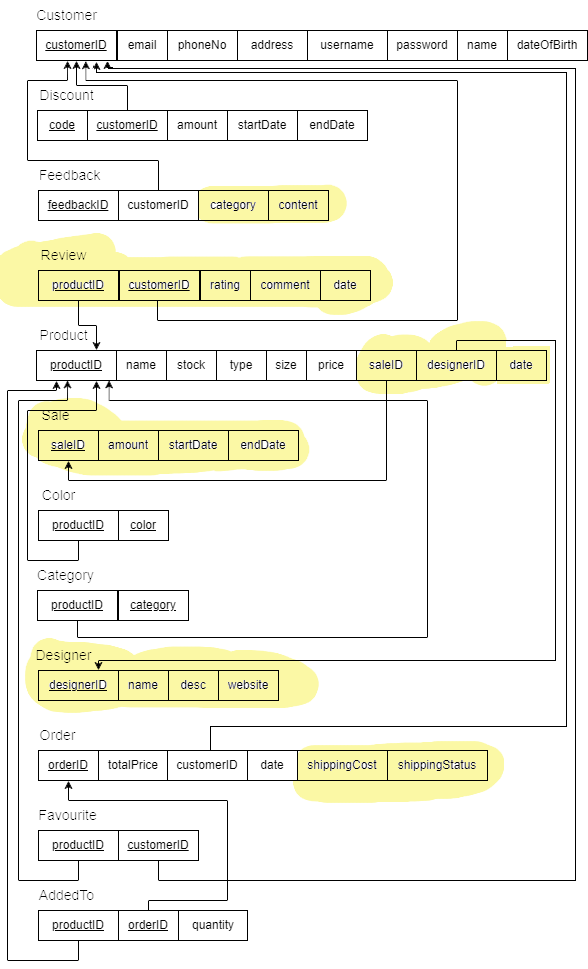 Customer
customerID email phoneNo address username password name dateOfBirth
Discount
code customerID amount startDate endDate
Feedback
feedbackID customerID category content
Review
productID customerID rating comment date
Product
productID name stock type size price saleID designerID date
Sale
saleID amount startDate endDate
Color
productID color
Category
productID category
Designer
designerID name desc website
Order
orderID totalPrice customerID date shippingCost shippingStatus
Favourite
productID customerID
AddedTo
productID orderID quantity